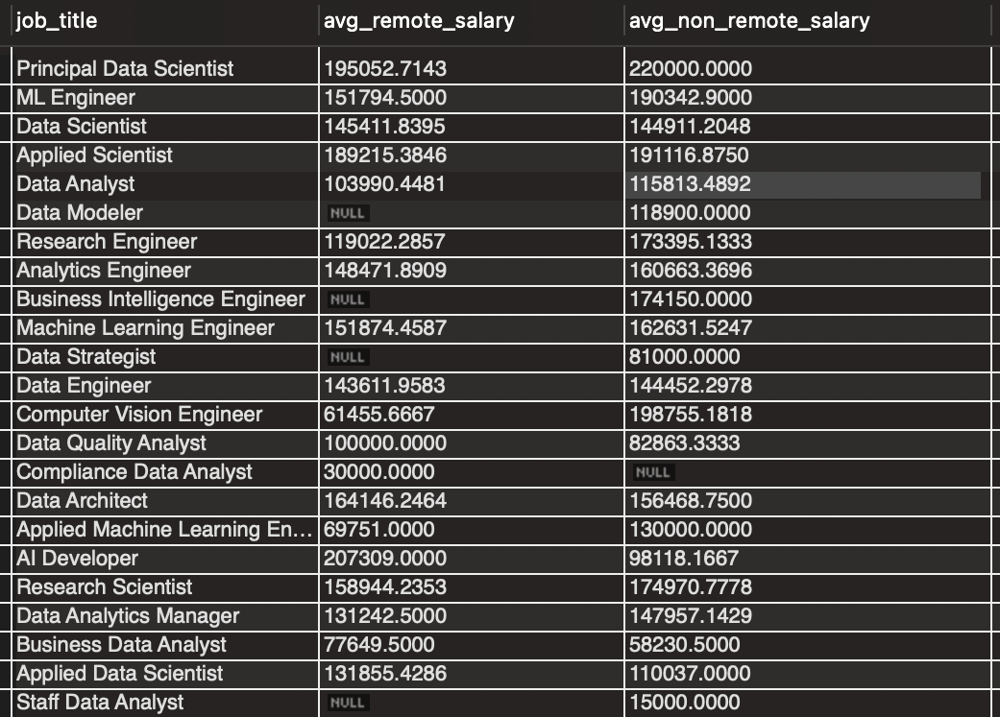 job_title avg_remote_salary avg_non_remote_salary
Principal Data Scientist 195052.7143 220000.0000
ML Engineer 151794.5000 190342.9000
Data Scientist 145411.8395 144911.2048
Applied Scientist 189215.3846 191116.8750
Data Analyst 103990.4481 115813.4892
Data Modeler NULL 118900.0000
Research Engineer 119022.2857 173395.1333
Analytics Engineer 148471.8909 160663.3696
Business Intelligence Engineer NULL 174150.0000
Machine Learning Engineer 151874.4587 162631.5247
Data Strategist NULL 81000.0000
Data Engineer 143611.9583 144452.2978
Computer Vision Engineer 61455.6667 198755.1818
Data Quality Analyst 100000.0000 82863.3333
Compliance Data Analyst 30000.0000 NULL
Data Architect 164146.2464 156468.7500
Applied Machine Learning En... 69751.0000 130000.0000
AI Developer 207309.0000 98118.1667
Research Scientist 158944.2353 174970.7778
Data Analytics Manager 131242.5000 147957.1429
Business Data Analyst 77649.5000 58230.5000
Applied Data Scientist 131855.4286 110037.0000
Staff Data Analyst NULL 15000.0000